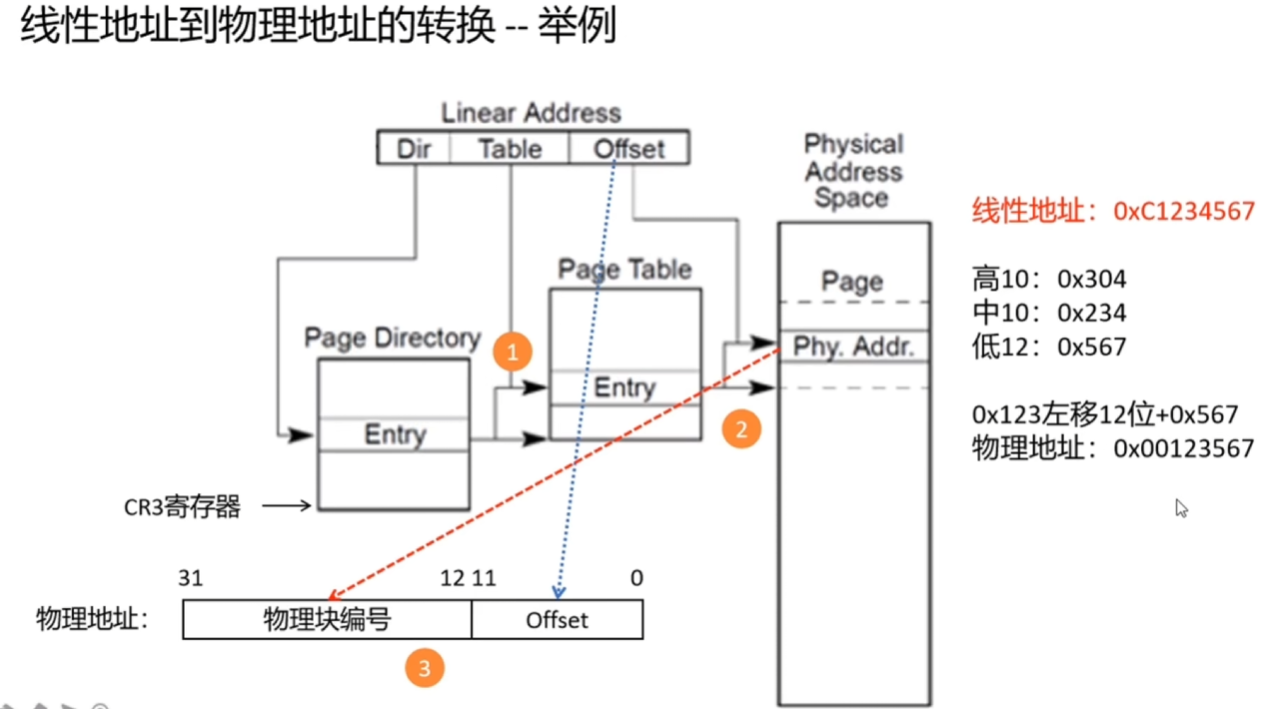 线性地址到物理地址的转换 -- 举例
Linear Address
Dir Table Offset
Physical
Address
Space
Page Table
Page
Page Directory
1
Phy. Addr.
Entry
Entry
2
CR3寄存器
线性地址：0xC1234567
高10：0x304
中10：0x234
低12：0x567
0x123左移12位+0x567
物理地址：0x00123567
31 12 11 0
物理地址： 物理块编号 Offset
3